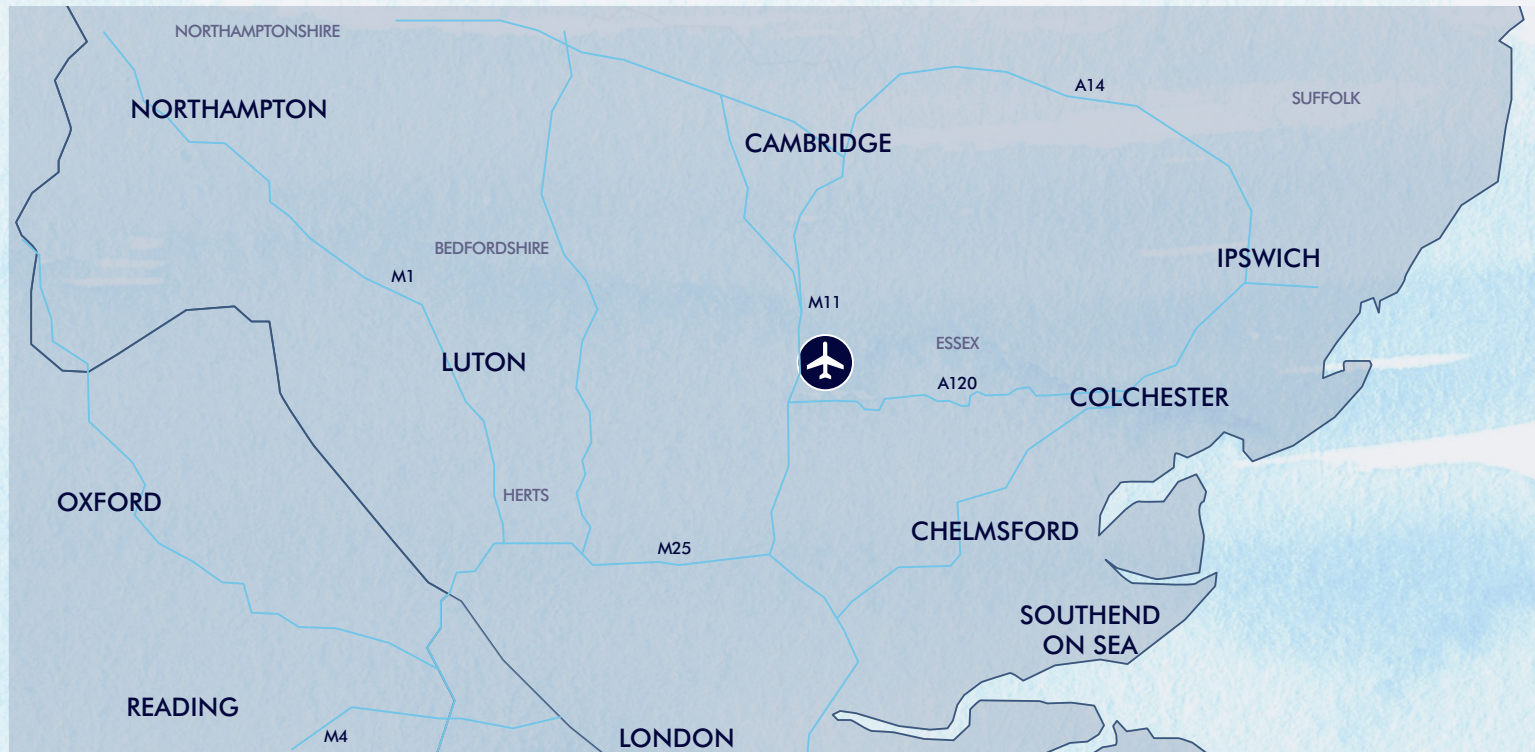 NORTHAMPTONSHIRE
A14
SUFFOLK
NORTHAMPTON
CAMBRIDGE
BEDFORDSHIRE
IPSWICH
M1
M11
ESSEX
LUTON
A120
COLCHESTER
HERTS
OXFORD
CHELMSFORD
M25
SOUTHEND
ON SEA
READING
M4
LONDON